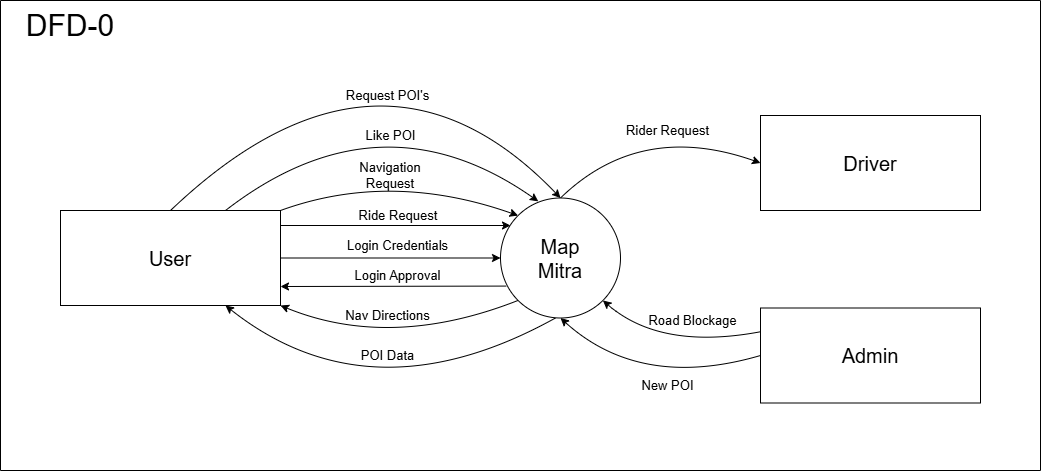 DFD-0
Request POI's
Like POI
Navigation
Request
Ride Request
Login Credentials
Login Approval
Nav Directions
POI Data
User
Map
Mitra
Rider Request
Driver
Road Blockage
Admin
New POI